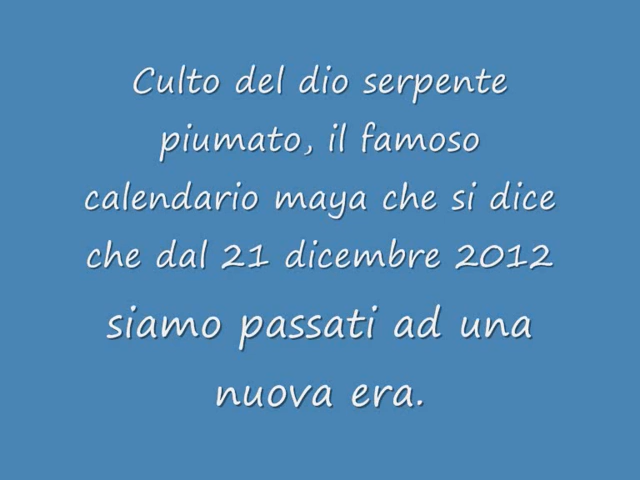 Culto del dio serpente
piumato, il famoso
calendario maya che si dice
che dal 21 dicembre 2012
siamo passati ad una
nuova era.